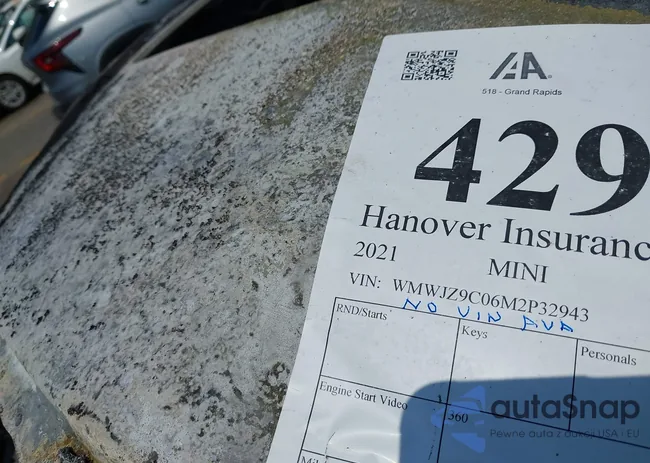 IAA
518 - Grand Rapids
429
Hanover Insuranc
2021 MINI
VIN: WMWJZ9C06M2P32943
NO VIN AVA
RND/Starts Keys Personals
Engine Start Video 360
autaSnap
Pewne auta z aukcji USA - EU